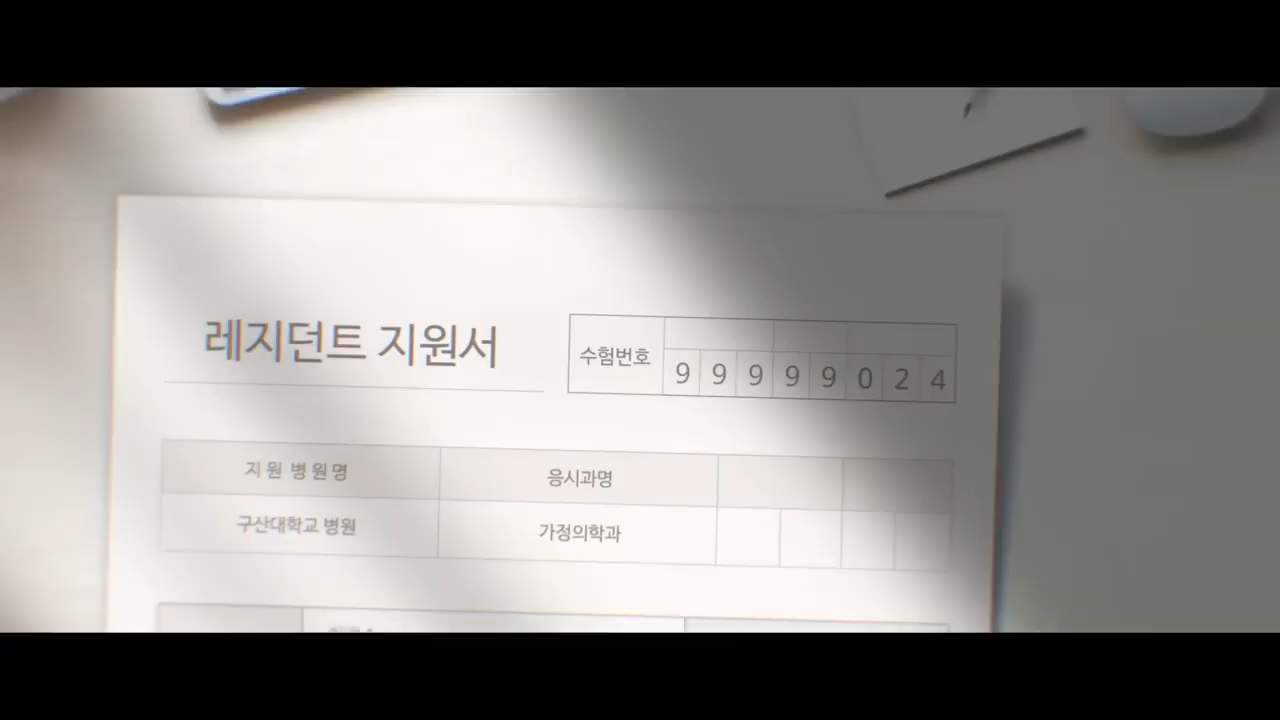 레지던트 지원서
수험번호 9 9 9 9 9 0 2 4
지 원 병 원 명 응시과명
구산대학교 병원 가정의학과